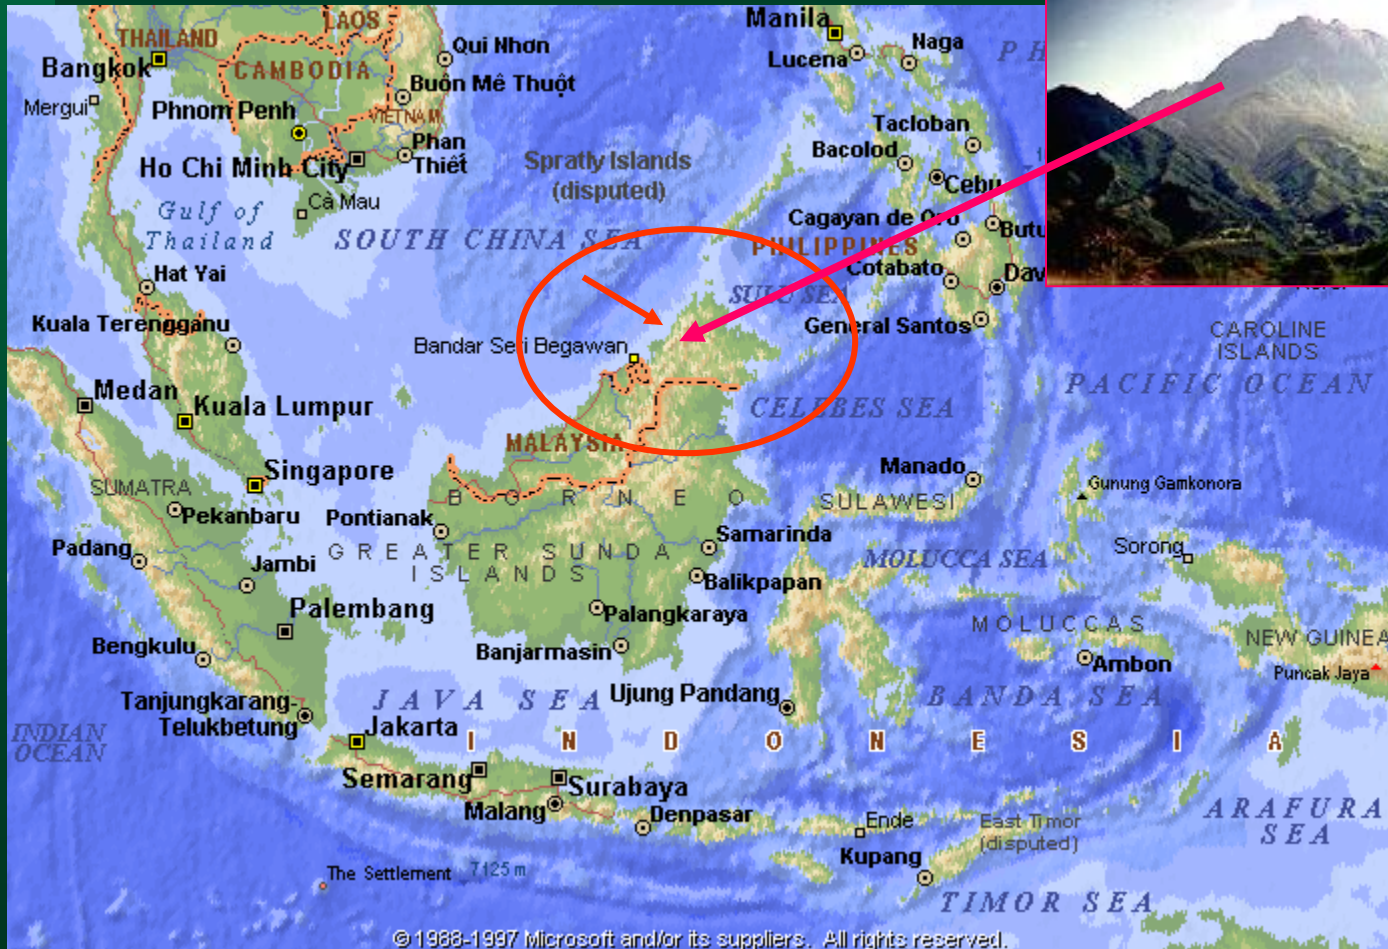 LAOS
Manila
THAILAND
Qui Nhơn
Naga
Lucena
Bangkok
CAMBODIA
Buôn Mê Thuột
Mergui
Phnom Penh
VIETNAM
Tacloban
Phan
Thiết
Bacolod
Ho Chi Minh City
Spratly Islands
(disputed)
Cebu
Cà Mau
Gulf of
Thailand
Cagayan de Oro
Butu
SOUTH CHINA SEA
PHILIPPINES
Hat Yai
Cotabato
Dav
SULU SEA
Kuala Terengganu
General Santos
CAROLINE
ISLANDS
Bandar Seri Begawan
PACIFIC OCEAN
Medan
Kuala Lumpur
CELEBES SEA
MALAYSIA
Singapore
Manado
SUMATRA
Gunung Gamkonora
BORNEO
SULAWESI
Pekanbaru
Pontianak
Samarinda
Padang
GREATER SUNDA
ISLANDS
MOLUCCA SEA
Sorong
Jambi
Balikpapan
Palembang
Palangkaraya
MOLUCCAS
Bengkulu
Banjarmasin
NEW GUINEA
Ambon
Puncak Jaya
Tanjungkarang-
Telukbetung
JAVA SEA
Ujung Pandang
BANDA SEA
INDIAN
OCEAN
Jakarta
INDONESIA
Semarang
Surabaya
Malang
Denpasar
Ende
East Timor
(disputed)
ARAFURA
SEA
Kupang
The Settlement
7125 m
TIMOR SEA
© 1988-1997 Microsoft and/or its suppliers. All rights reserved.